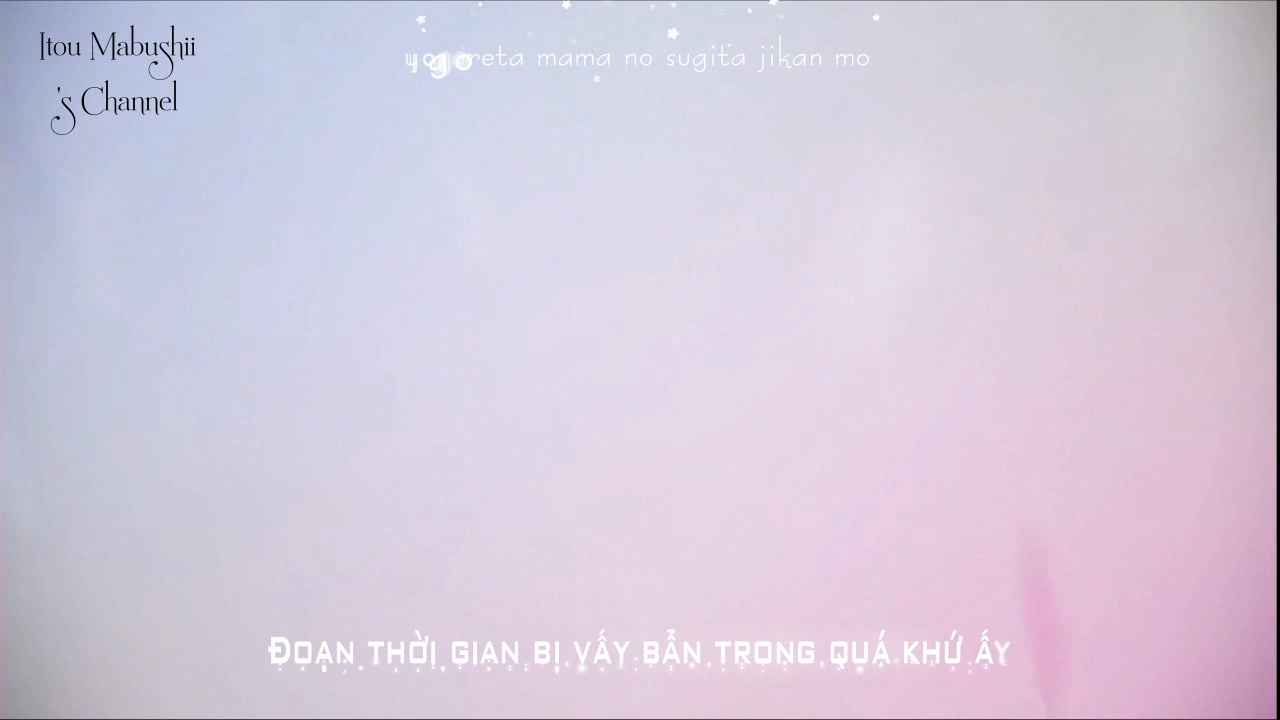 Itou Mabushii
's Channel
yogoreta mama no sugita jikan mo
Đoạn thời gian bị vấy bẩn trong quá khứ ấy